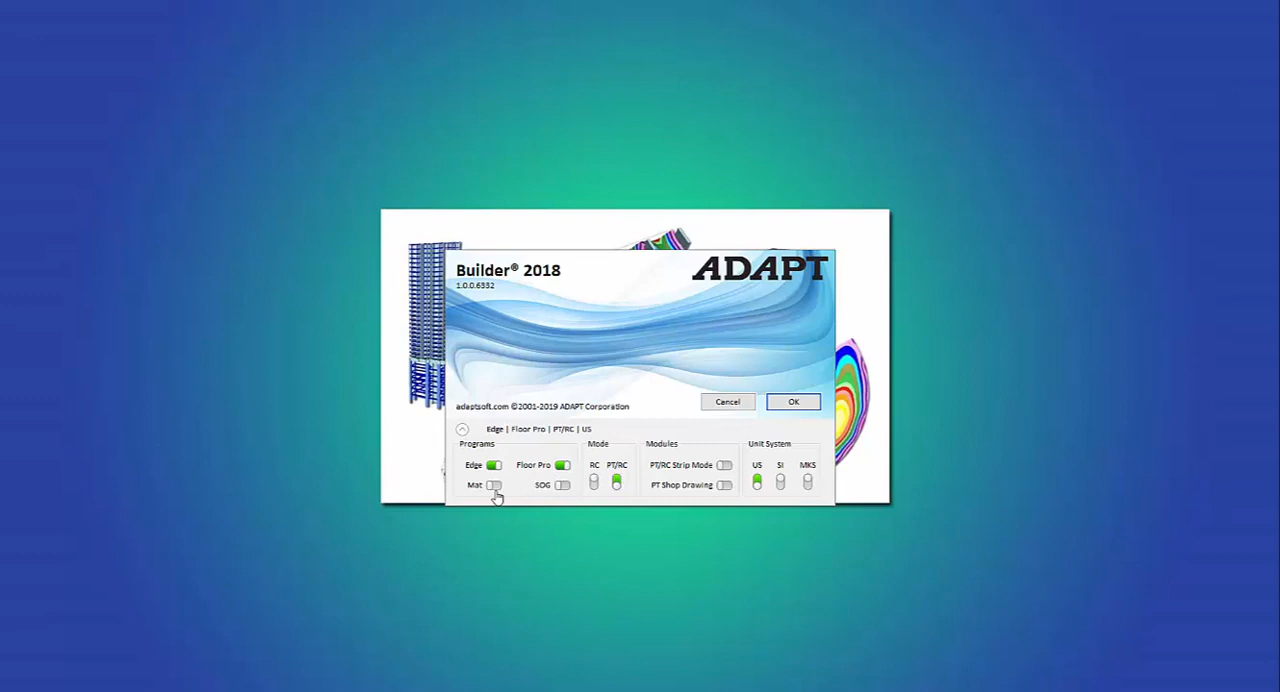 Builder® 2018
ADAPT
1.0.0.6332
Cancel
OK
adaptsoft.com ©2001-2019 ADAPT Corporation
Edge | Floor Pro | PT/RC | US
Programs
Mode
Modules
Unit System
Edge
Floor Pro
RC
PT/RC
PT/RC Strip Mode
US
SI
MKS
Mat
SOG
PT Shop Drawing